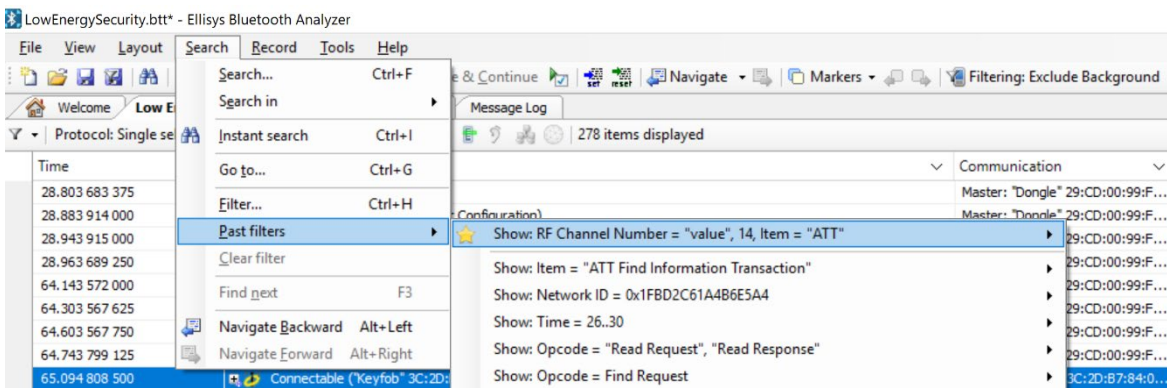 LowEnergySecurity.btt* - Ellisys Bluetooth Analyzer
File View Layout Search Record Tools Help
Search... Ctrl+F
e & Continue set reset Navigate Markers Filtering: Exclude Background
Welcome Low E Search in Message Log
Protocol: Single se Instant search Ctrl+I 278 items displayed
Time Go to... Ctrl+G Communication
28.803 683 375 Master: "Dongle" 29:CD:00:99:F...
28.883 914 000 Filter... Ctrl+H Configuration) Master: "Dongle" 29:CD:00:99:F...
28.943 915 000 Past filters Show: RF Channel Number = "value", 14, Item = "ATT" 29:CD:00:99:F...
28.963 689 250 Clear filter 29:CD:00:99:F...
64.143 572 000 Show: Item = "ATT Find Information Transaction" 29:CD:00:99:F...
64.303 567 625 Find next F3 Show: Network ID = 0x1FBD2C61A4B6E5A4 29:CD:00:99:F...
64.603 567 750 Navigate Backward Alt+Left Show: Time = 26..30 29:CD:00:99:F...
64.743 799 125 Navigate Forward Alt+Right Show: Opcode = "Read Request", "Read Response" 29:CD:00:99:F...
65.094 808 500 Connectable ("Keyfob" 3C:2D: Show: Opcode = Find Request 3C:2D:B7:84:0...